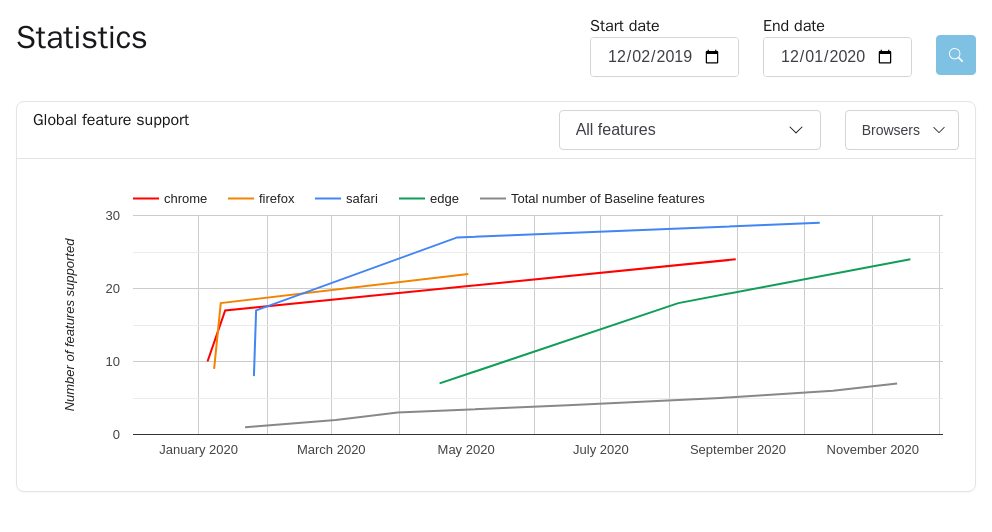 Statistics
Start date
End date
12/02/2019
12/01/2020
Global feature support
All features
Browsers
chrome
firefox
safari
edge
Total number of Baseline features
Number of features supported
30
20
10
0
January 2020
March 2020
May 2020
July 2020
September 2020
November 2020